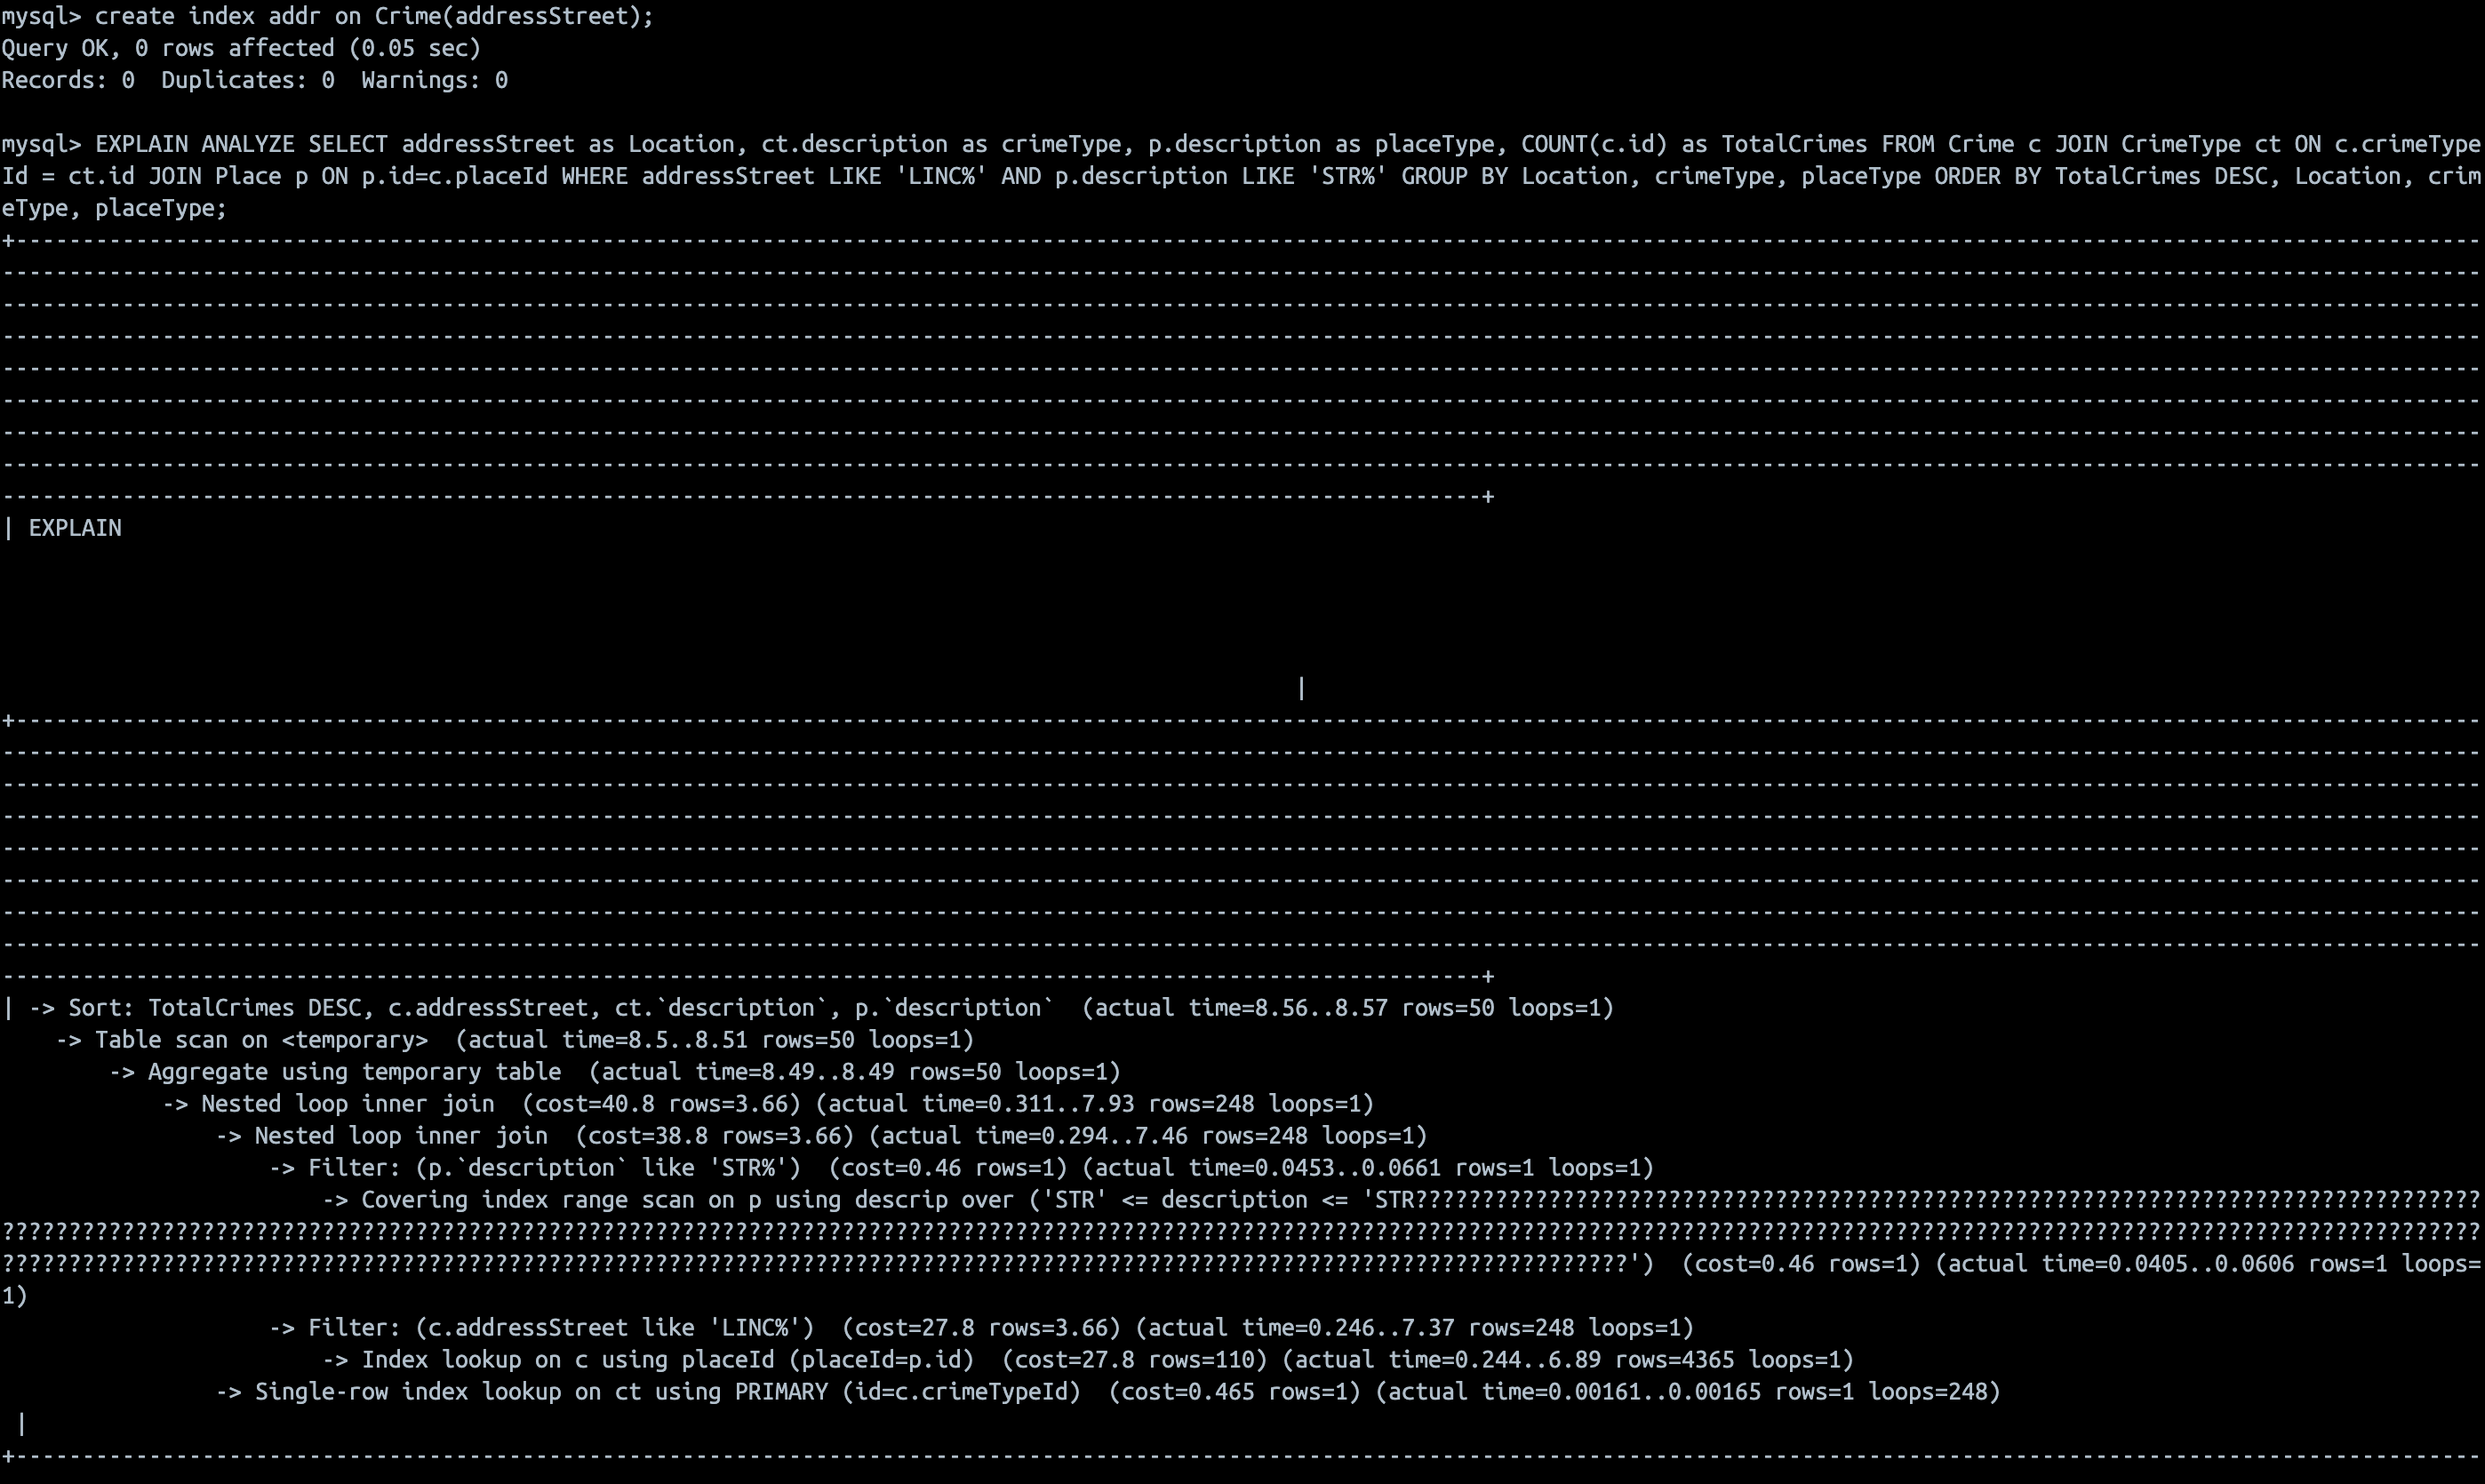 mysql> create index addr on Crime(addressStreet);
Query OK, 0 rows affected (0.05 sec)
Records: 0  Duplicates: 0  Warnings: 0
mysql> EXPLAIN ANALYZE SELECT addressStreet as Location, ct.description as crimeType, p.description as placeType, COUNT(c.id) as TotalCrimes FROM Crime c JOIN CrimeType ct ON c.crimeType
Id = ct.id JOIN Place p ON p.id=c.placeId WHERE addressStreet LIKE 'LINC%' AND p.description LIKE 'STR%' GROUP BY Location, crimeType, placeType ORDER BY TotalCrimes DESC, Location, crim
eType, placeType;
| EXPLAIN
|
| -> Sort: TotalCrimes DESC, c.addressStreet, ct.`description`, p.`description`  (actual time=8.56..8.57 rows=50 loops=1)
    -> Table scan on <temporary>  (actual time=8.5..8.51 rows=50 loops=1)
        -> Aggregate using temporary table  (actual time=8.49..8.49 rows=50 loops=1)
            -> Nested loop inner join  (cost=40.8 rows=3.66) (actual time=0.311..7.93 rows=248 loops=1)
                -> Nested loop inner join  (cost=38.8 rows=3.66) (actual time=0.294..7.46 rows=248 loops=1)
                    -> Filter: (p.`description` like 'STR%')  (cost=0.46 rows=1) (actual time=0.0453..0.0661 rows=1 loops=1)
                        -> Covering index range scan on p using descrip over ('STR' <= description <= 'STR????????????????????????????????????????????????????????????????????????????????
??????????????????????????????????????????????????????????????????????????????????????????????????????????????????????????????????????????????????????????????????????????????????????????
??????????????????????????????????????????????????????????????????????????????????????????????????????????????????????????')  (cost=0.46 rows=1) (actual time=0.0405..0.0606 rows=1 loops=
1)
                    -> Filter: (c.addressStreet like 'LINC%')  (cost=27.8 rows=3.66) (actual time=0.246..7.37 rows=248 loops=1)
                        -> Index lookup on c using placeId (placeId=p.id)  (cost=27.8 rows=110) (actual time=0.244..6.89 rows=4365 loops=1)
                -> Single-row index lookup on ct using PRIMARY (id=c.crimeTypeId)  (cost=0.465 rows=1) (actual time=0.00161..0.00165 rows=1 loops=248)
 |